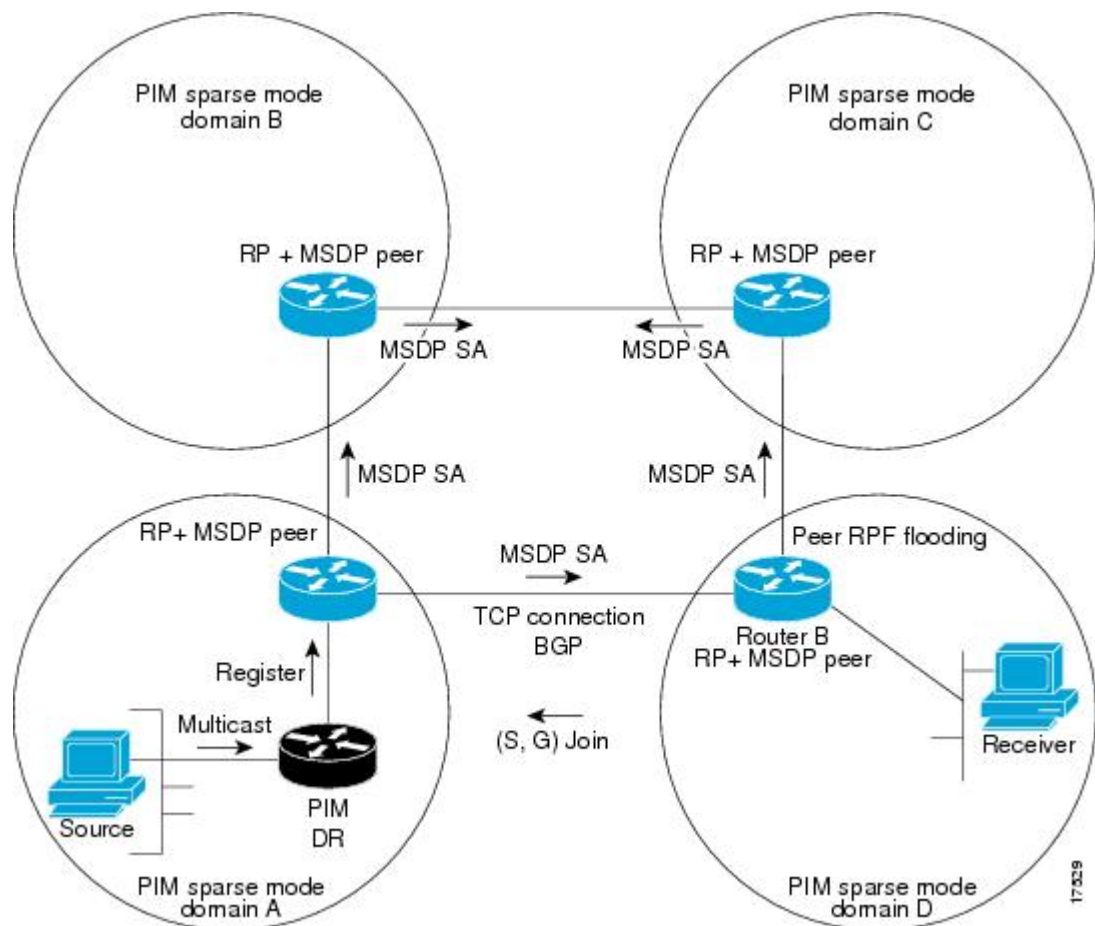 PIM sparse mode
domain B
PIM sparse mode
domain C
RP + MSDP peer
RP + MSDP peer
MSDP SA
MSDP SA
MSDP SA
MSDP SA
RP+ MSDP peer
Peer RPF flooding
MSDP SA
TCP connection
BGP
Router B
RP+ MSDP peer
Register
Multicast
(S, G) Join
Receiver
Source
PIM
DR
PIM sparse mode
domain A
PIM sparse mode
domain D
17529